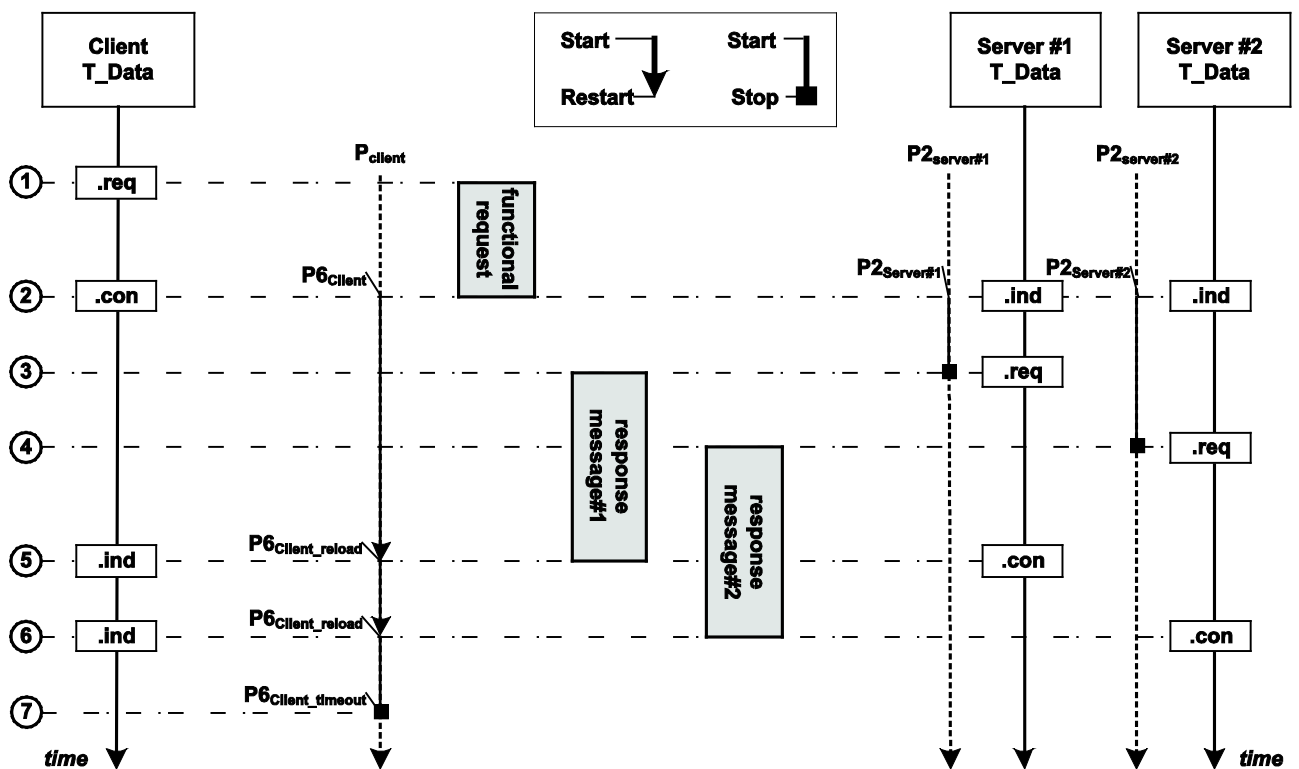 Client
T_Data
Start
Restart
Start
Stop
Server #1
T_Data
Server #2
T_Data
Pclient
P2server#1
P2server#2
1
.req
functional
request
P6Client
P2Server#1
P2Server#2
2
.con
.ind
.ind
3
.req
response
message#1
4
.req
response
message#2
5
.ind
P6Client_reload
.con
6
.ind
P6Client_reload
.con
7
P6Client_timeout
time
time